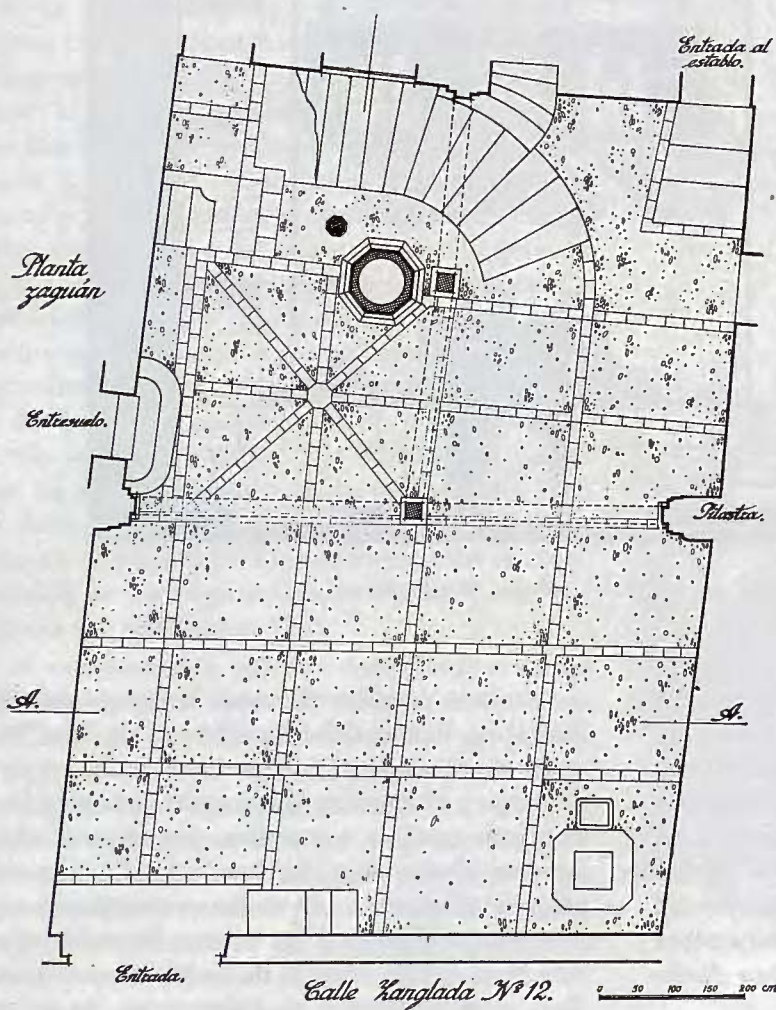 Entrada al
establo.
Planta
zaguán
Entresuelo.
Pilastra.
A.
A.
Entrada.
Calle Zanglada Nº 12.
0 50 100 150 200 cm